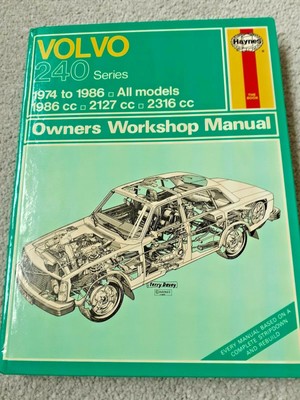 VOLVO
240 Series
1974 to 1986 □ All models
1986 cc □ 2127 cc □ 2316 cc
Haynes
Owners Workshop Manual
Terry Davey
EVERY MANUAL BASED ON A
COMPLETE STRIPDOWN
AND REBUILD